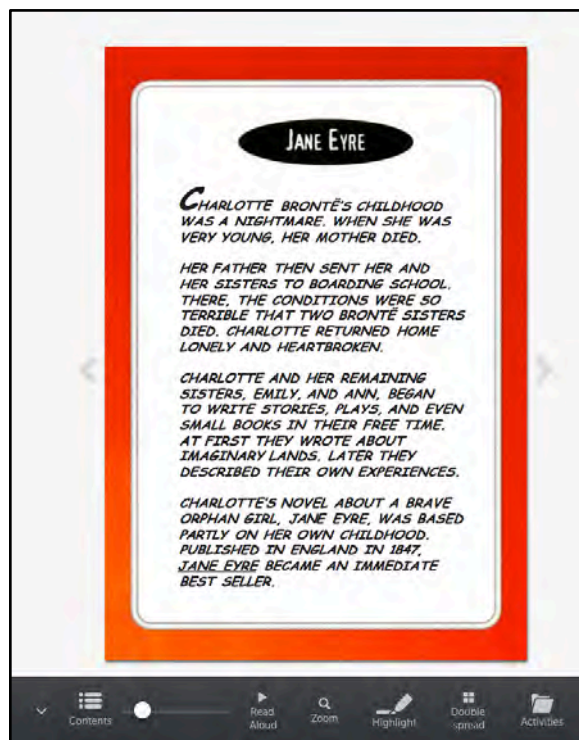 JANE EYRE
CHARLOTTE BRONTË'S CHILDHOOD
WAS A NIGHTMARE. WHEN SHE WAS
VERY YOUNG, HER MOTHER DIED.
HER FATHER THEN SENT HER AND
HER SISTERS TO BOARDING SCHOOL.
THERE, THE CONDITIONS WERE SO
TERRIBLE THAT TWO BRONTË SISTERS
DIED. CHARLOTTE RETURNED HOME
LONELY AND HEARTBROKEN.
CHARLOTTE AND HER REMAINING
SISTERS, EMILY, AND ANN, BEGAN
TO WRITE STORIES, PLAYS, AND EVEN
SMALL BOOKS IN THEIR FREE TIME.
AT FIRST THEY WROTE ABOUT
IMAGINARY LANDS. LATER THEY
DESCRIBED THEIR OWN EXPERIENCES.
CHARLOTTE'S NOVEL ABOUT A BRAVE
ORPHAN GIRL, JANE EYRE, WAS BASED
PARTLY ON HER OWN CHILDHOOD.
PUBLISHED IN ENGLAND IN 1847,
JANE EYRE BECAME AN IMMEDIATE
BEST SELLER.
Contents
Read
Aloud
Zoom
Highlight
Double
spread
Activities